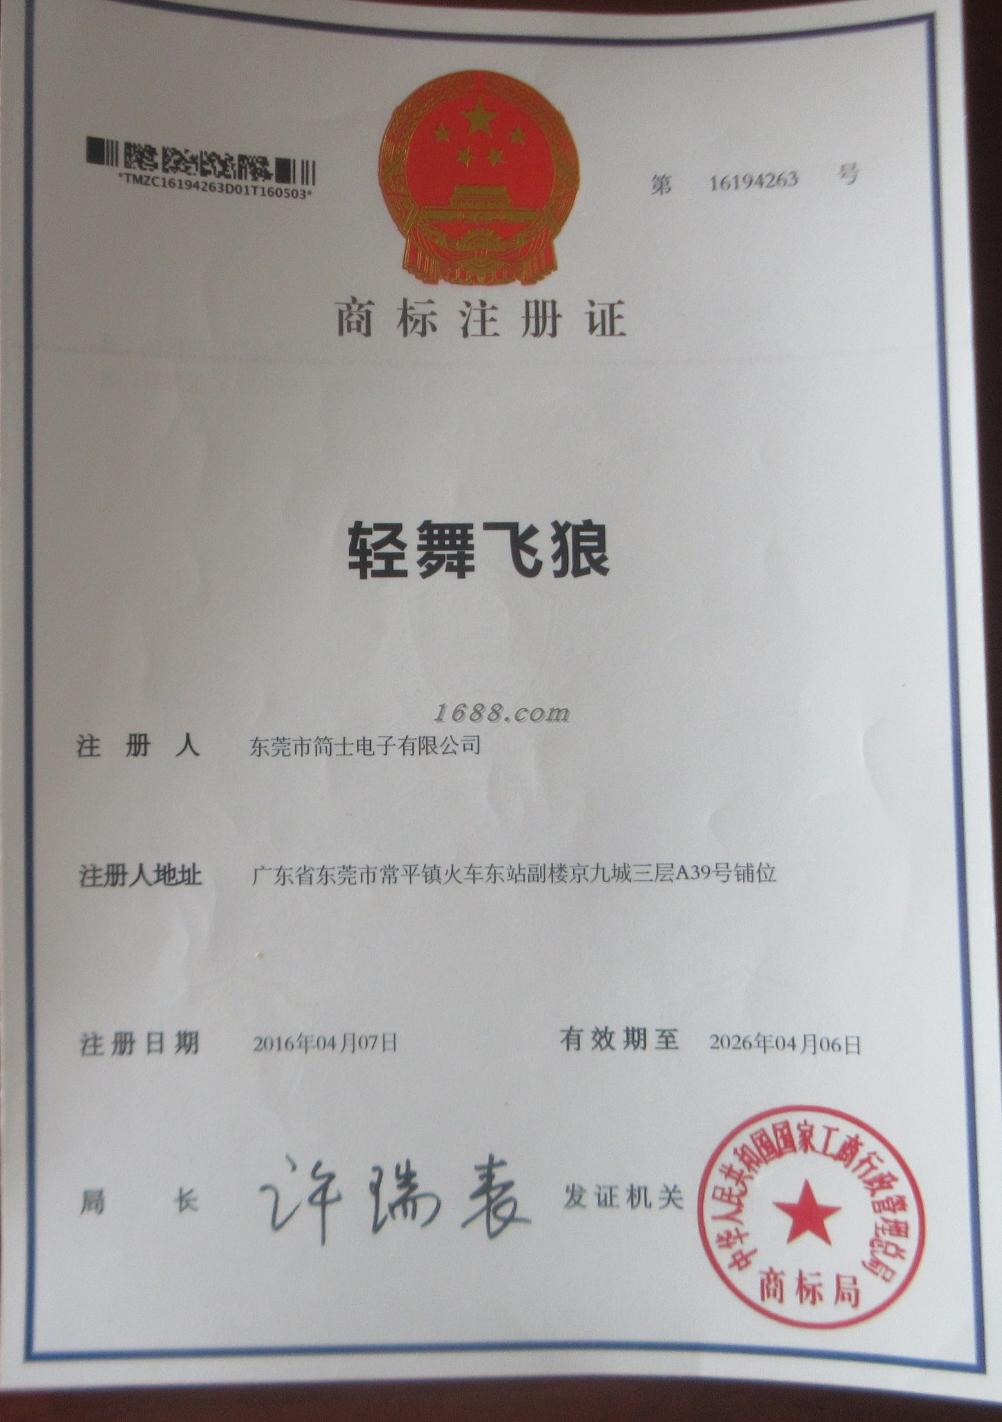 *TMZC16194263D01T160503*
第 16194263 号
商标注册证
轻舞飞狼
1688.com
注册人 东莞市简士电子有限公司
注册人地址 广东省东莞市常平镇火车东站副楼京九城三层A39号铺位
注册日期 2016年04月07日 有效期至 2026年04月06日
局长 许瑞表 发证机关
中华人民共和国国家工商行政管理总局
商标局